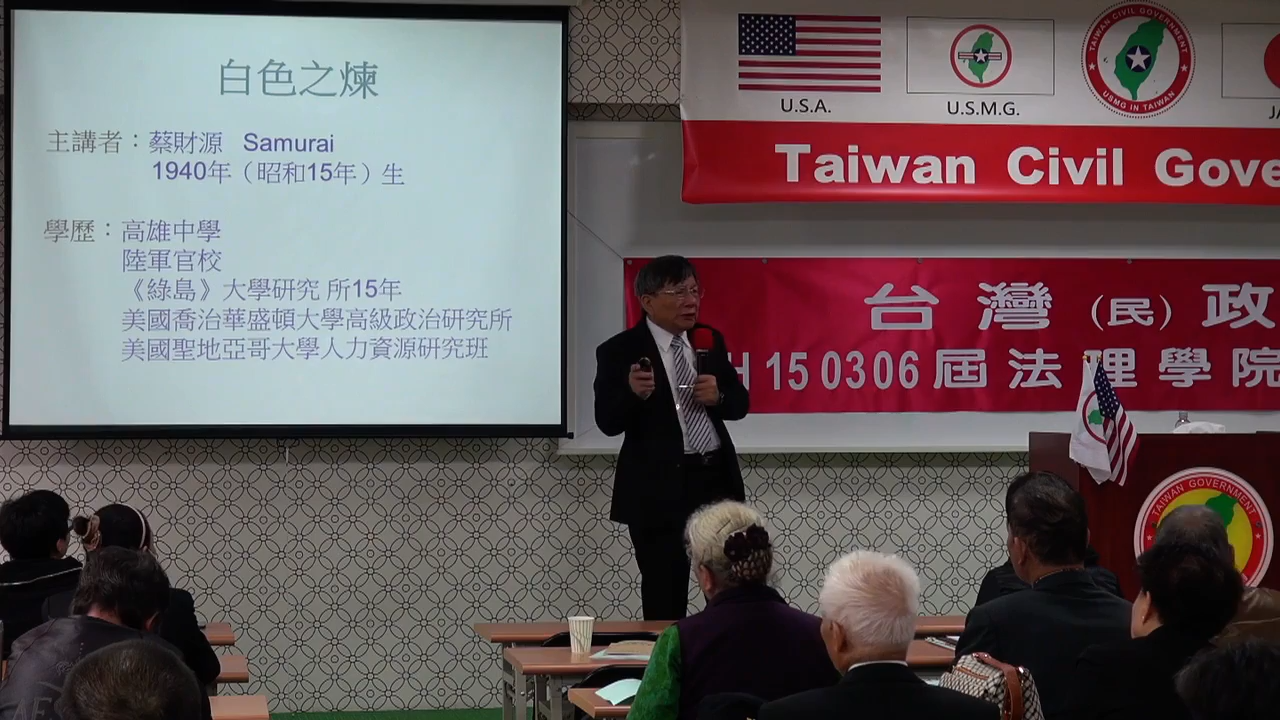 白色之煉
主講者：蔡財源 Samurai
1940年（昭和15年）生
學歷：高雄中學
陸軍官校
《綠島》大學研究 所15年
美國喬治華盛頓大學高級政治研究所
美國聖地亞哥大學人力資源研究班
U.S.A.
U.S.M.G.
TAIWAN CIVIL GOVERNMENT
USMG IN TAIWAN
JA
Taiwan Civil Gove
台灣（民）政
H 15 0306 屆法理學院
TAIWAN GOVERNMENT